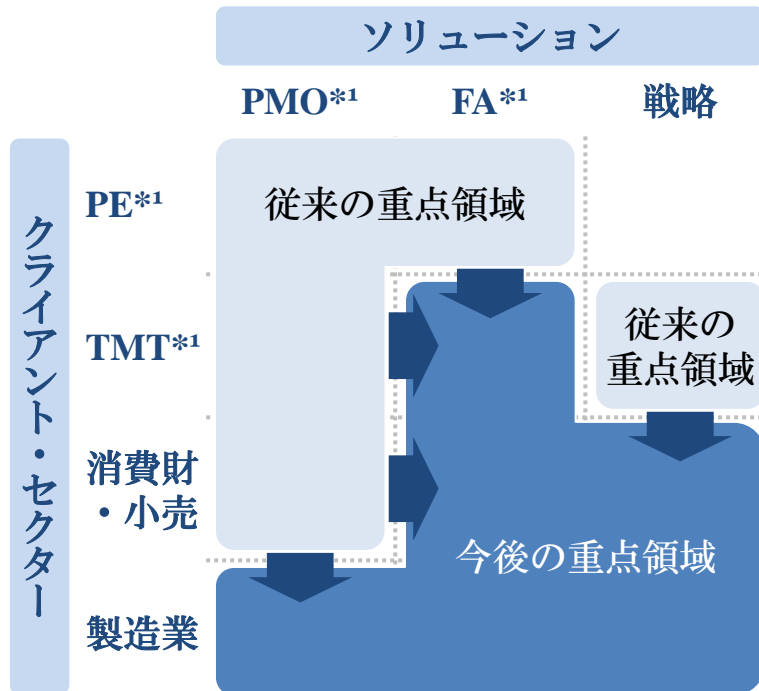 ソリューション
PMO*¹
FA*¹
戦略
クライアント・セクター
PE*¹
従来の重点領域
TMT*¹
従来の
重点領域
消費財
・小売
今後の重点領域
製造業